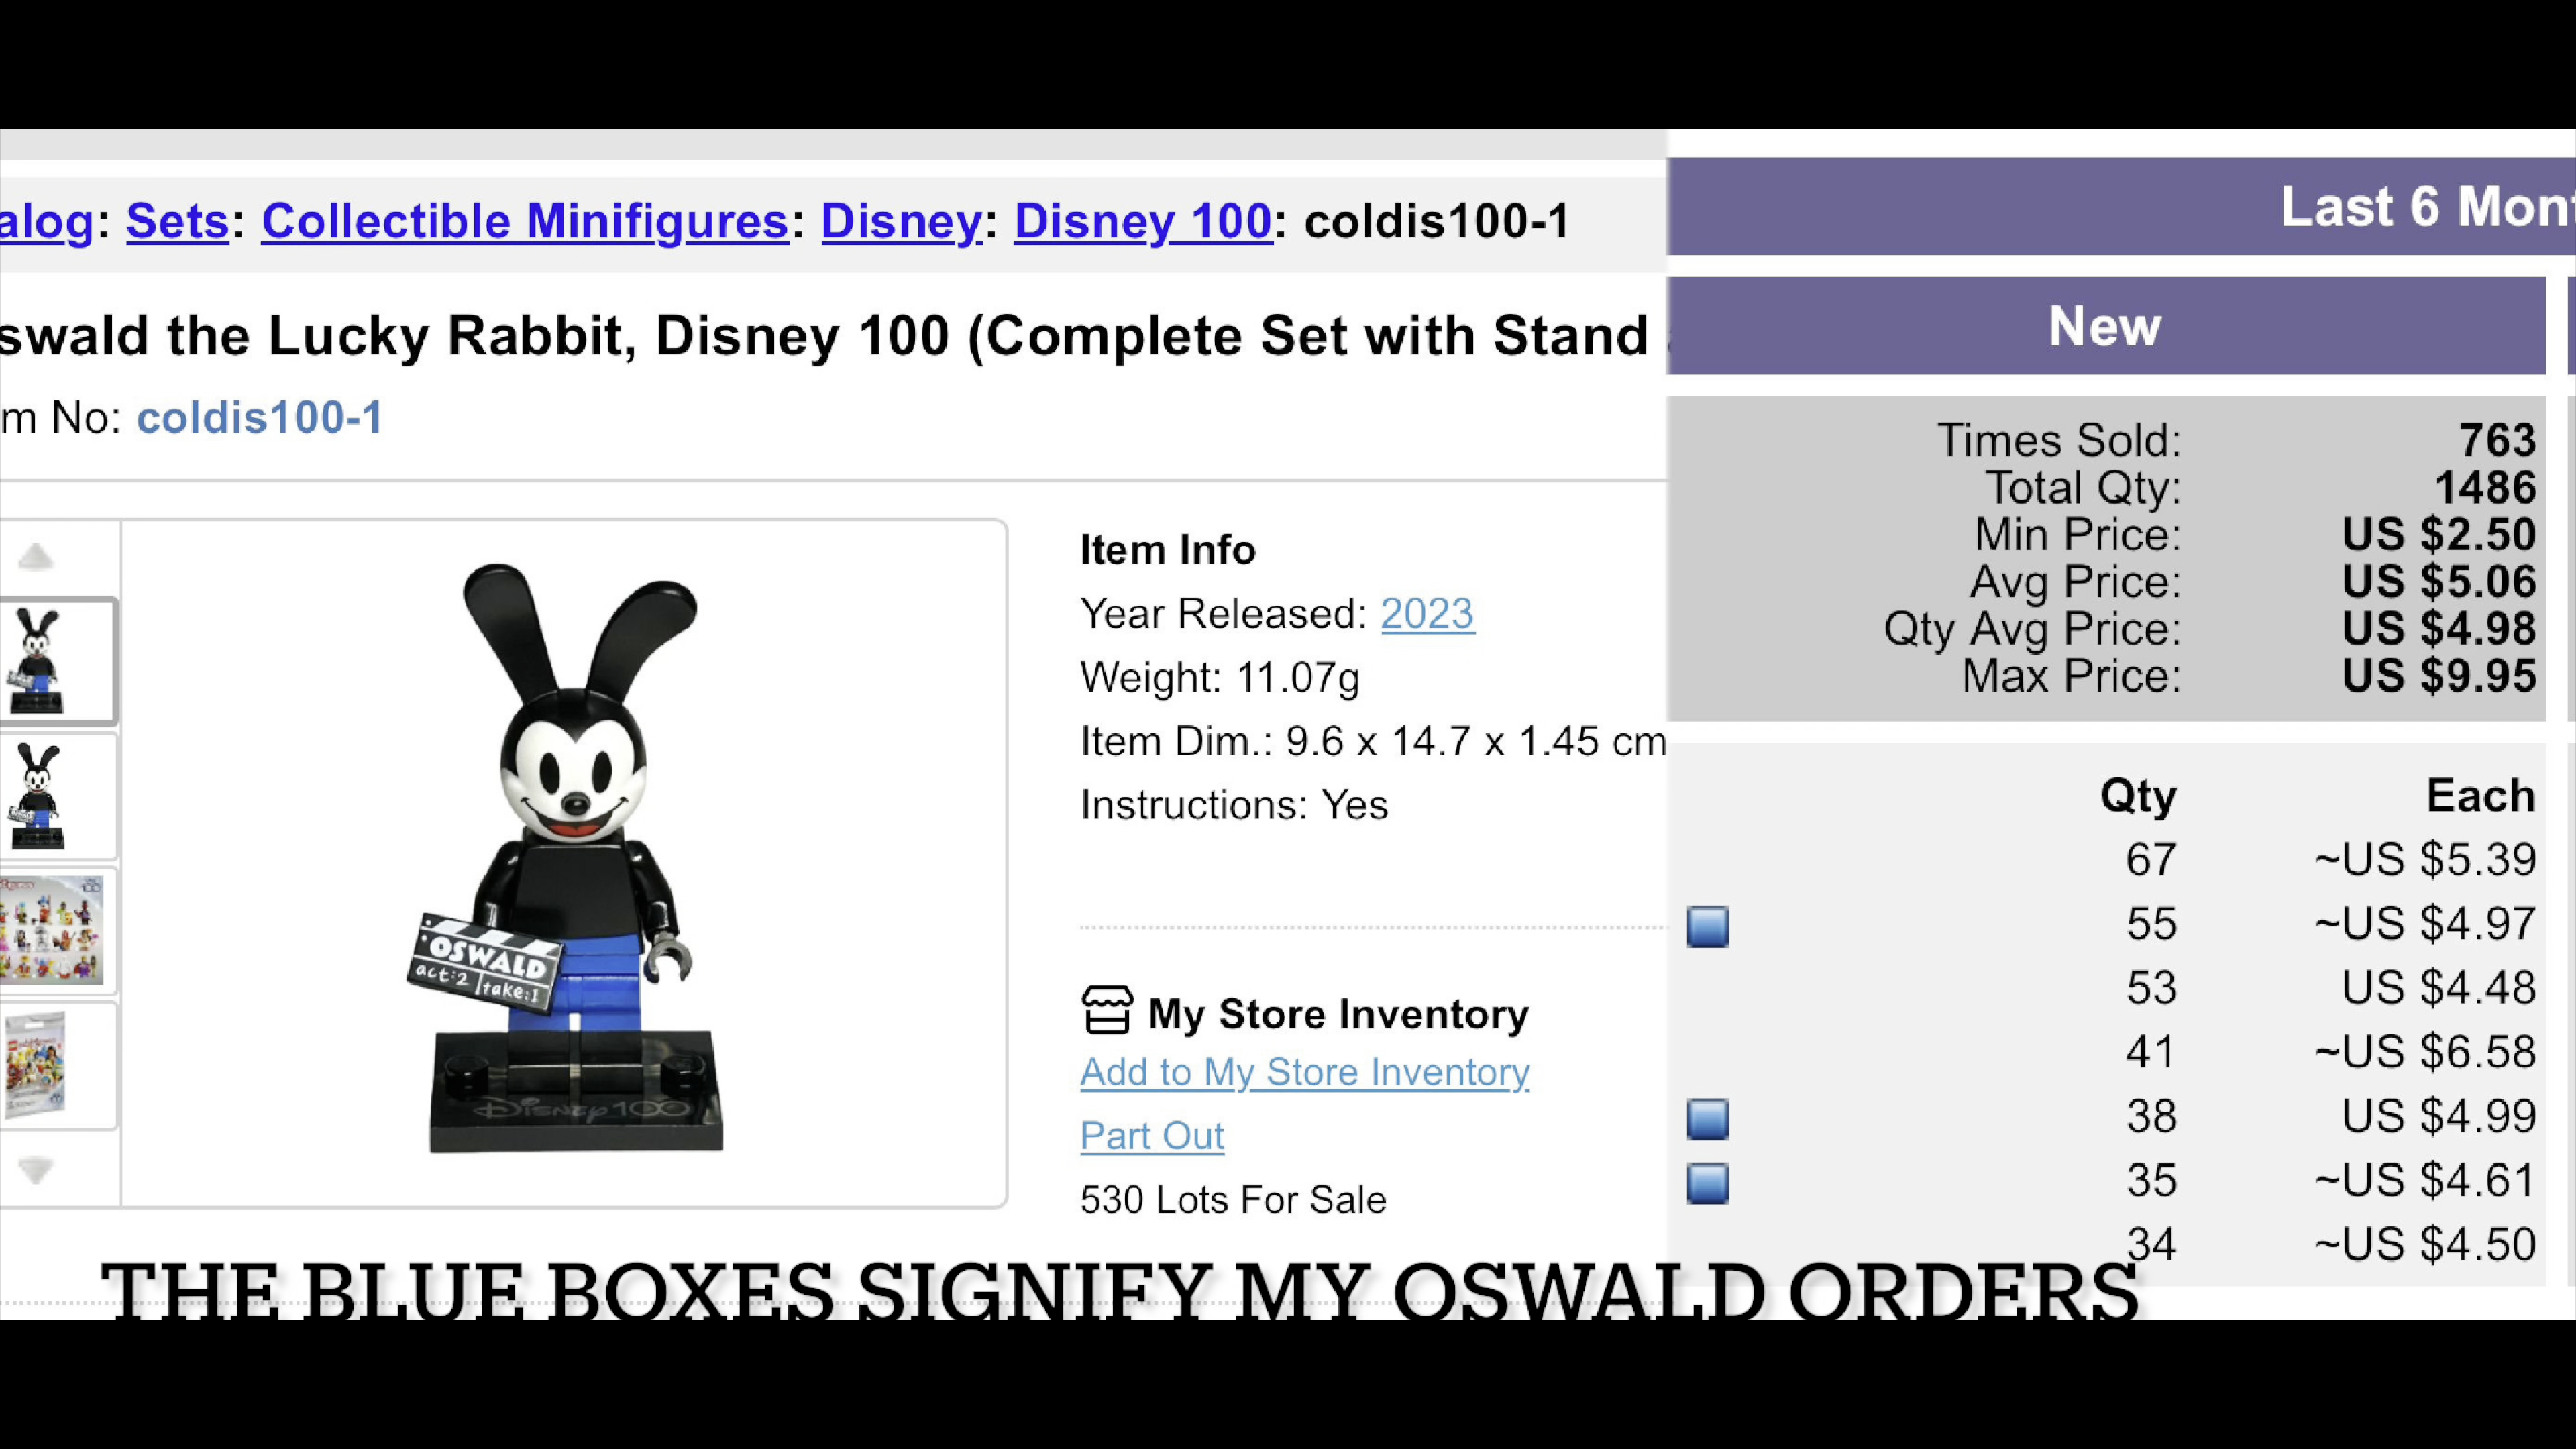 alog: Sets: Collectible Minifigures: Disney: Disney 100: coldis100-1
swald the Lucky Rabbit, Disney 100 (Complete Set with Stand
m No: coldis100-1
OSWALD
act:2 take:1
Disney100
Item Info
Year Released: 2023
Weight: 11.07g
Item Dim.: 9.6 x 14.7 x 1.45 cm
Instructions: Yes
My Store Inventory
Add to My Store Inventory
Part Out
530 Lots For Sale
Last 6 Mont
New
Times Sold: 763
Total Qty: 1486
Min Price: US $2.50
Avg Price: US $5.06
Qty Avg Price: US $4.98
Max Price: US $9.95
Qty Each
67 ~US $5.39
55 ~US $4.97
53 US $4.48
41 ~US $6.58
38 US $4.99
35 ~US $4.61
34 ~US $4.50
THE BLUE BOXES SIGNIFY MY OSWALD ORDERS